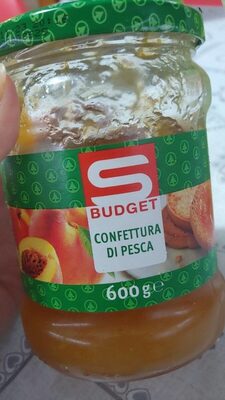 S
BUDGET
CONFETTURA
DI PESCA
600g e